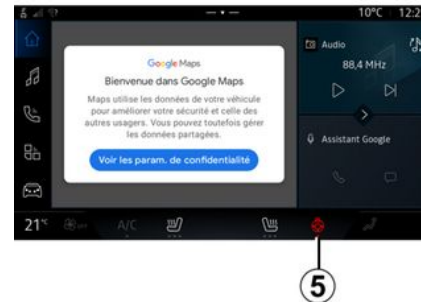 10°C 12:2
Google Maps
Bienvenue dans Google Maps
Maps utilise les données de votre véhicule
pour améliorer votre sécurité et celle des
autres usagers. Vous pouvez toutefois gérer
les données partagées.
Voir les param. de confidentialité
Audio
88,4 MHz
Assistant Google
21°
A/C
5